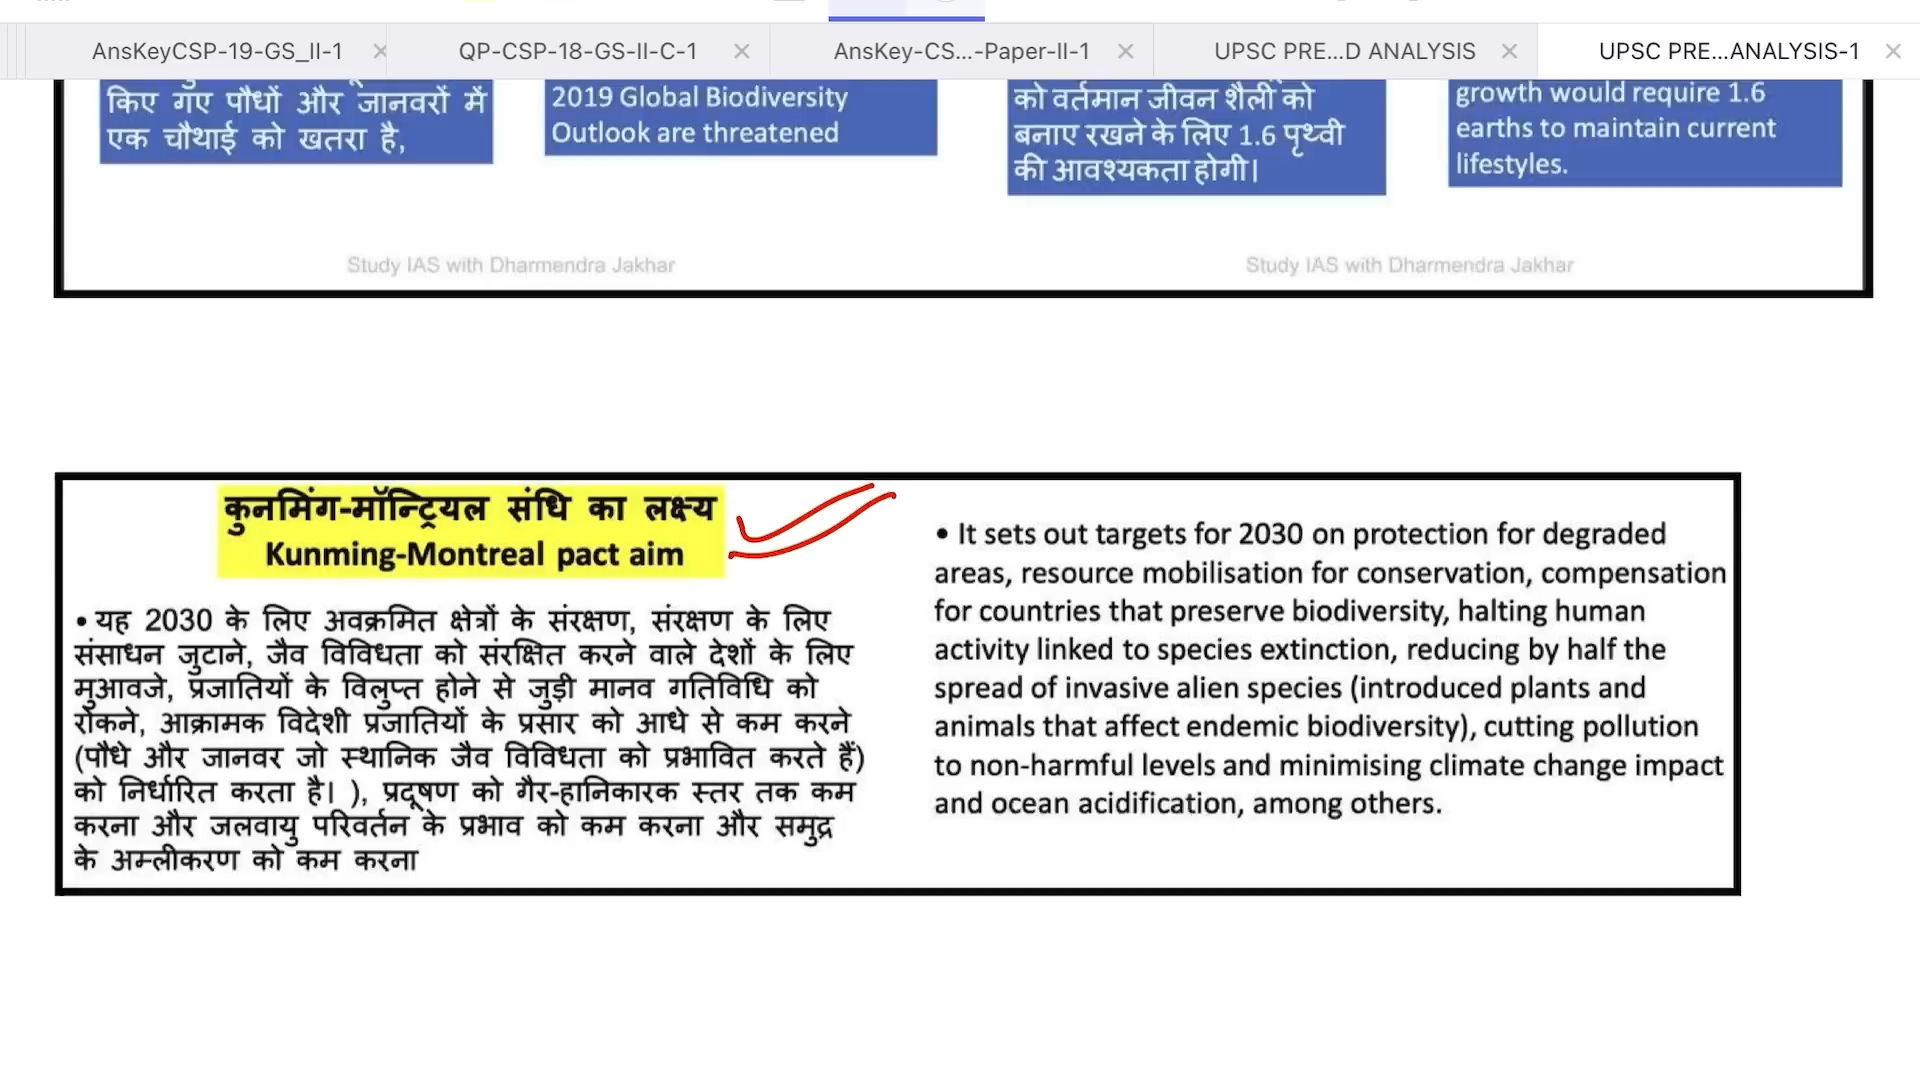 AnsKeyCSP-19-GS_II-1
QP-CSP-18-GS-II-C-1
AnsKey-CS...-Paper-II-1
UPSC PRE...D ANALYSIS
UPSC PRE...ANALYSIS-1
किए गए पौधों और जानवरों में
एक चौथाई को खतरा है,
2019 Global Biodiversity
Outlook are threatened
को वर्तमान जीवन शैली को
बनाए रखने के लिए 1.6 पृथ्वी
की आवश्यकता होगी।
growth would require 1.6
earths to maintain current
lifestyles.
Study IAS with Dharmendra Jakhar
Study IAS with Dharmendra Jakhar
कुनमिंग-मॉन्ट्रियल संधि का लक्ष्य
Kunming-Montreal pact aim
• यह 2030 के लिए अवक्रमित क्षेत्रों के संरक्षण, संरक्षण के लिए
संसाधन जुटाने, जैव विविधता को संरक्षित करने वाले देशों के लिए
मुआवजे, प्रजातियों के विलुप्त होने से जुड़ी मानव गतिविधि को
रोकने, आक्रामक विदेशी प्रजातियों के प्रसार को आधे से कम करने
(पौधे और जानवर जो स्थानिक जैव विविधता को प्रभावित करते हैं)
को निर्धारित करता है। ), प्रदूषण को गैर-हानिकारक स्तर तक कम
करना और जलवायु परिवर्तन के प्रभाव को कम करना और समुद्र
के अम्लीकरण को कम करना
• It sets out targets for 2030 on protection for degraded
areas, resource mobilisation for conservation, compensation
for countries that preserve biodiversity, halting human
activity linked to species extinction, reducing by half the
spread of invasive alien species (introduced plants and
animals that affect endemic biodiversity), cutting pollution
to non-harmful levels and minimising climate change impact
and ocean acidification, among others.